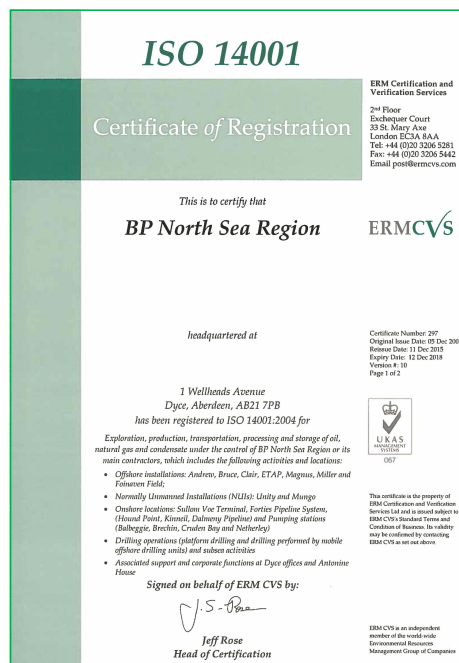 ISO 14001
Certificate of Registration
ERM Certification and
Verification Services
2nd Floor
Exchequer Court
33 St. Mary Axe
London EC3A 8AA
Tel: +44 (0)20 3206 5281
Fax: +44 (0)20 3206 5442
Email post@ermcvs.com
This is to certify that
BP North Sea Region
ERMCVS
headquartered at
Certificate Number: 297
Original Issue Date: 05 Dec 200
Reissue Date: 11 Dec 2015
Expiry Date: 12 Dec 2018
Version #: 10
Page 1 of 2
1 Wellheads Avenue
Dyce, Aberdeen, AB21 7PB
has been registered to ISO 14001:2004 for
Exploration, production, transportation, processing and storage of oil,
natural gas and condensate under the control of BP North Sea Region or its
main contractors, which includes the following activities and locations:
• Offshore installations: Andrew, Bruce, Clair, ETAP, Magnus, Miller and
Foinaven Field;
• Normally Unmanned Installations (NUIs): Unity and Mungo
• Onshore locations: Sullom Voe Terminal, Forties Pipeline System,
(Hound Point, Kinneil, Dalmeny Pipeline) and Pumping stations
(Balbeggie, Brechin, Cruden Bay and Netherley)
• Drilling operations (platform drilling and drilling performed by mobile
offshore drilling units) and subsea activities
• Associated support and corporate functions at Dyce offices and Antonine
House
UKAS
MANAGEMENT
SYSTEMS
057
This certificate is the property of
ERM Certification and Verification
Services Ltd and is issued subject to
ERM CVS's Standard Terms and
Condition of Business. Its validity
may be confirmed by contacting
ERM CVS as set out above.
Signed on behalf of ERM CVS by:
J.S. Rose
Jeff Rose
Head of Certification
ERM CVS is an independent
member of the world-wide
Environmental Resources
Management Group of Companies